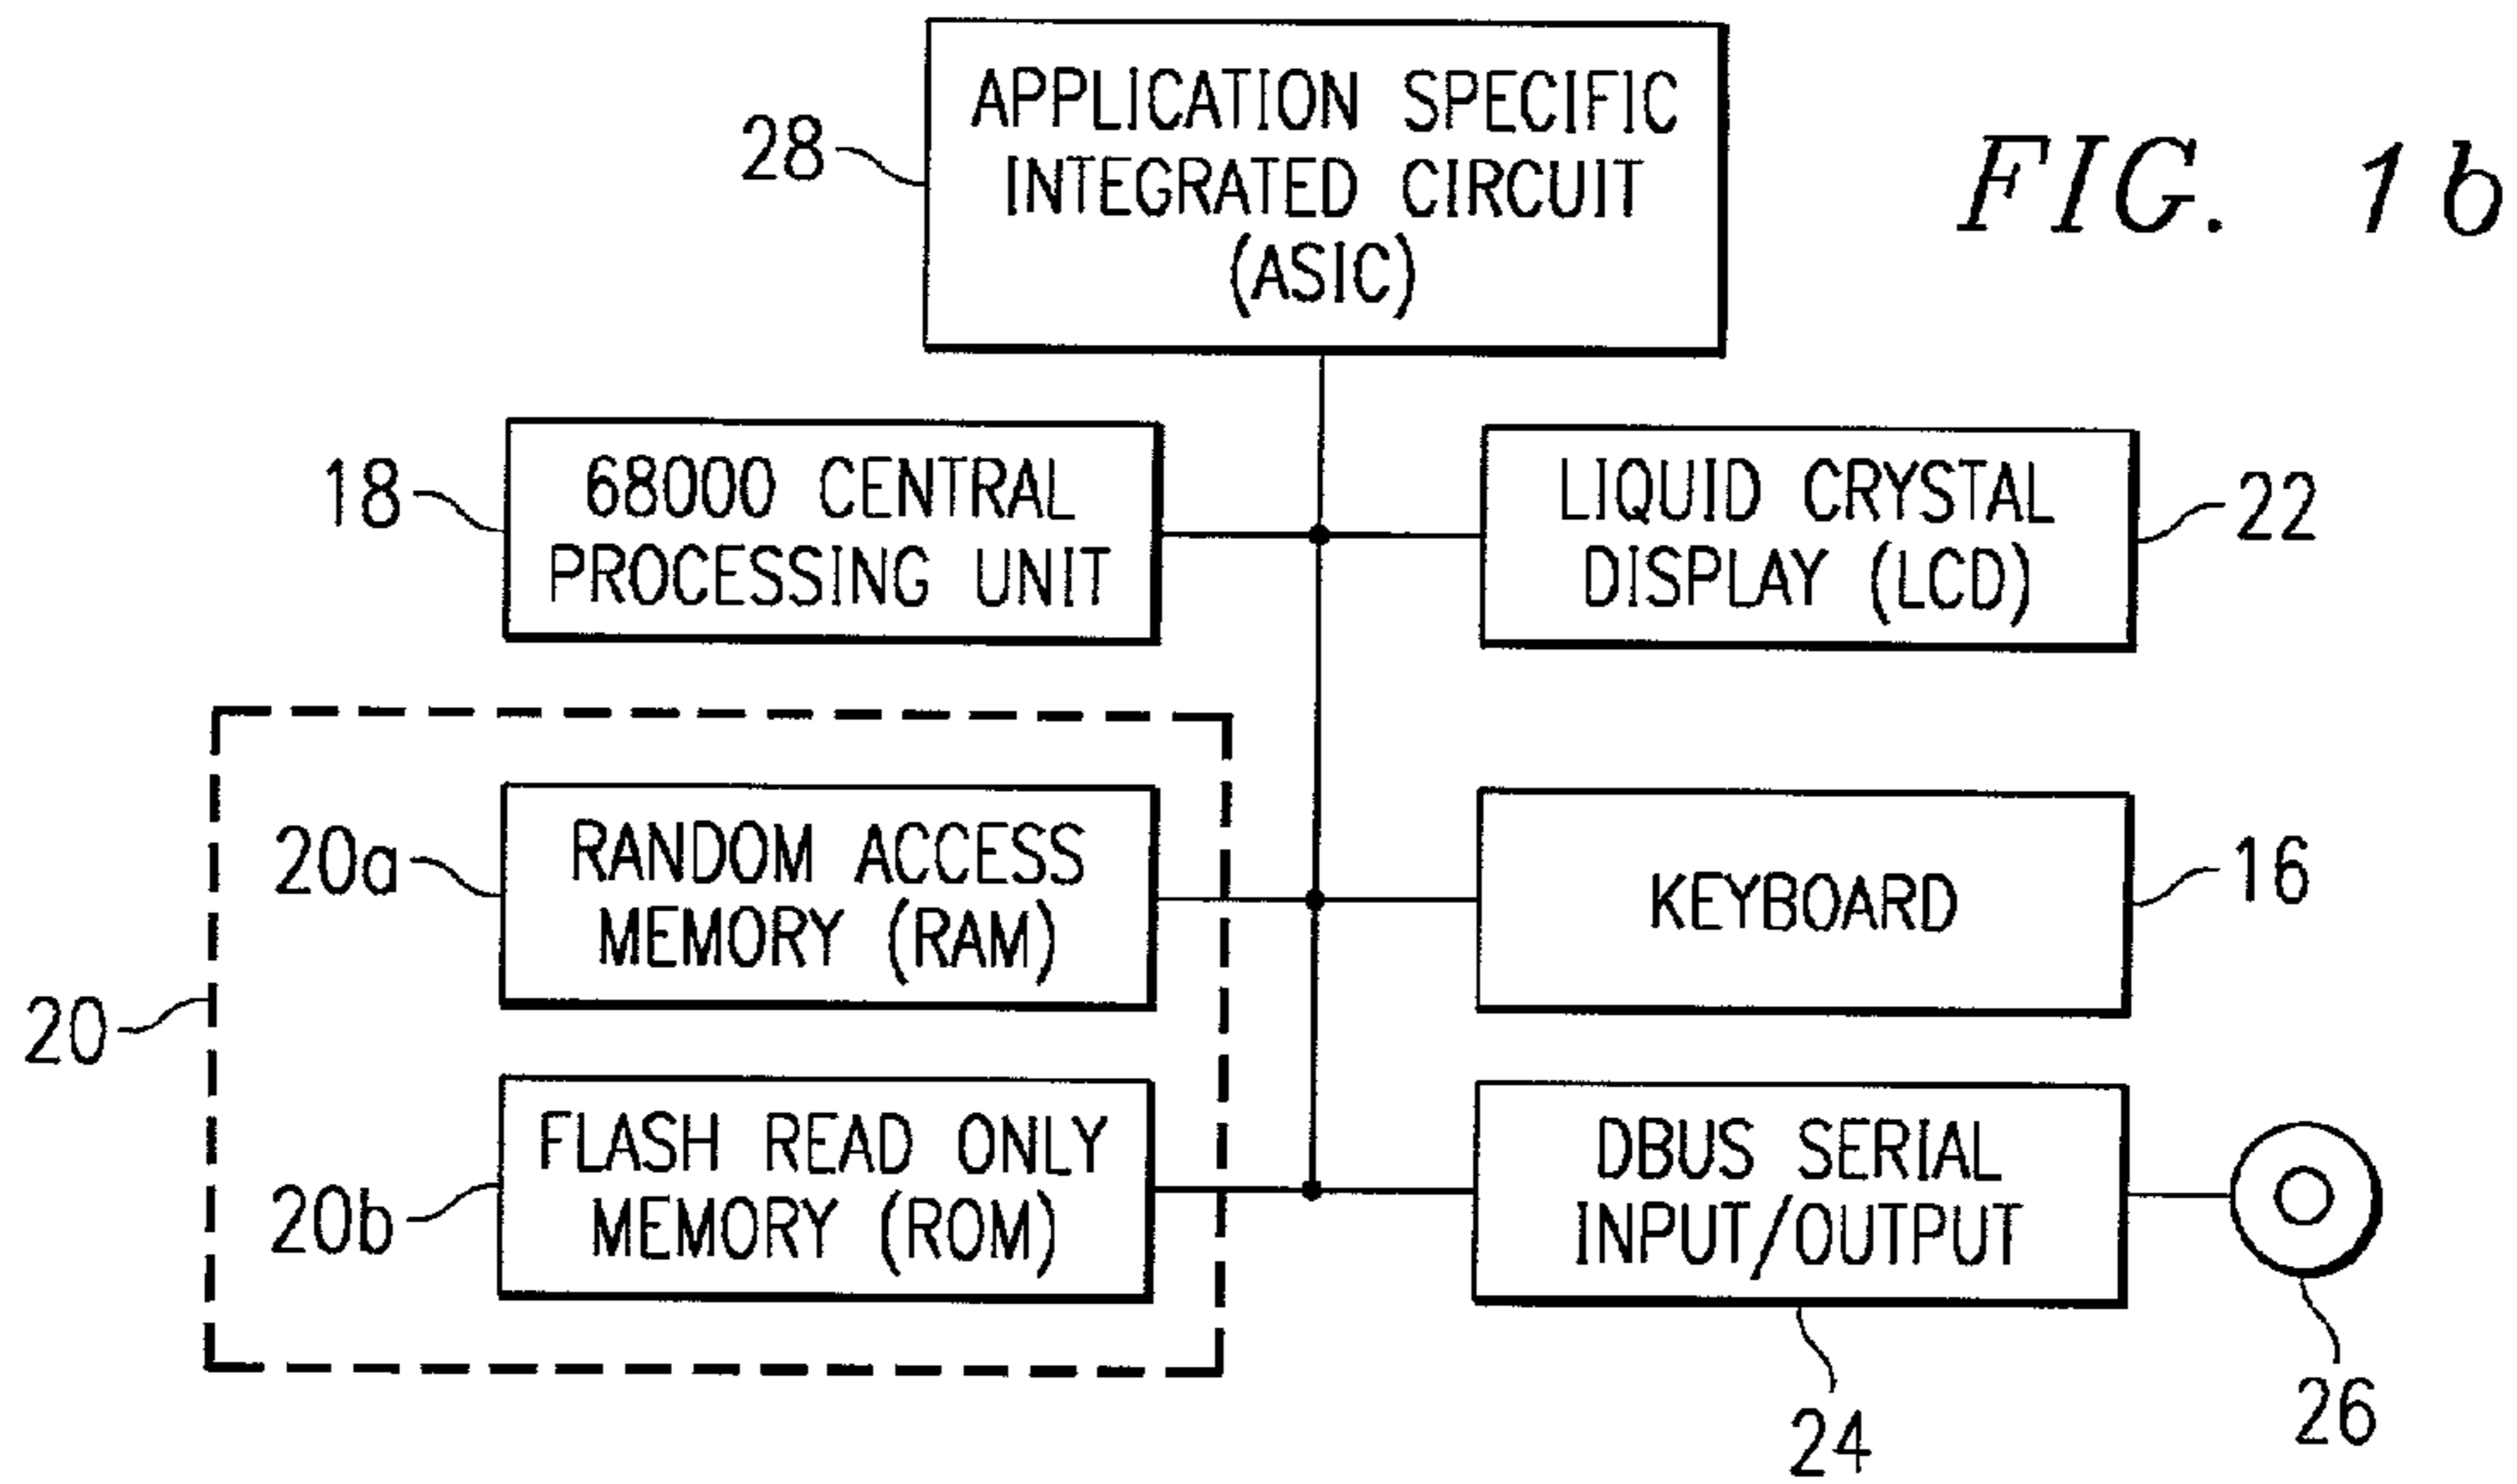 APPLICATION SPECIFIC
INTEGRATED CIRCUIT
(ASIC)
28
FIG. 1b
68000 CENTRAL
PROCESSING UNIT
18
LIQUID CRYSTAL
DISPLAY (LCD)
22
RANDOM ACCESS
MEMORY (RAM)
20a
KEYBOARD
16
20
FLASH READ ONLY
MEMORY (ROM)
20b
DBUS SERIAL
INPUT/OUTPUT
24
26